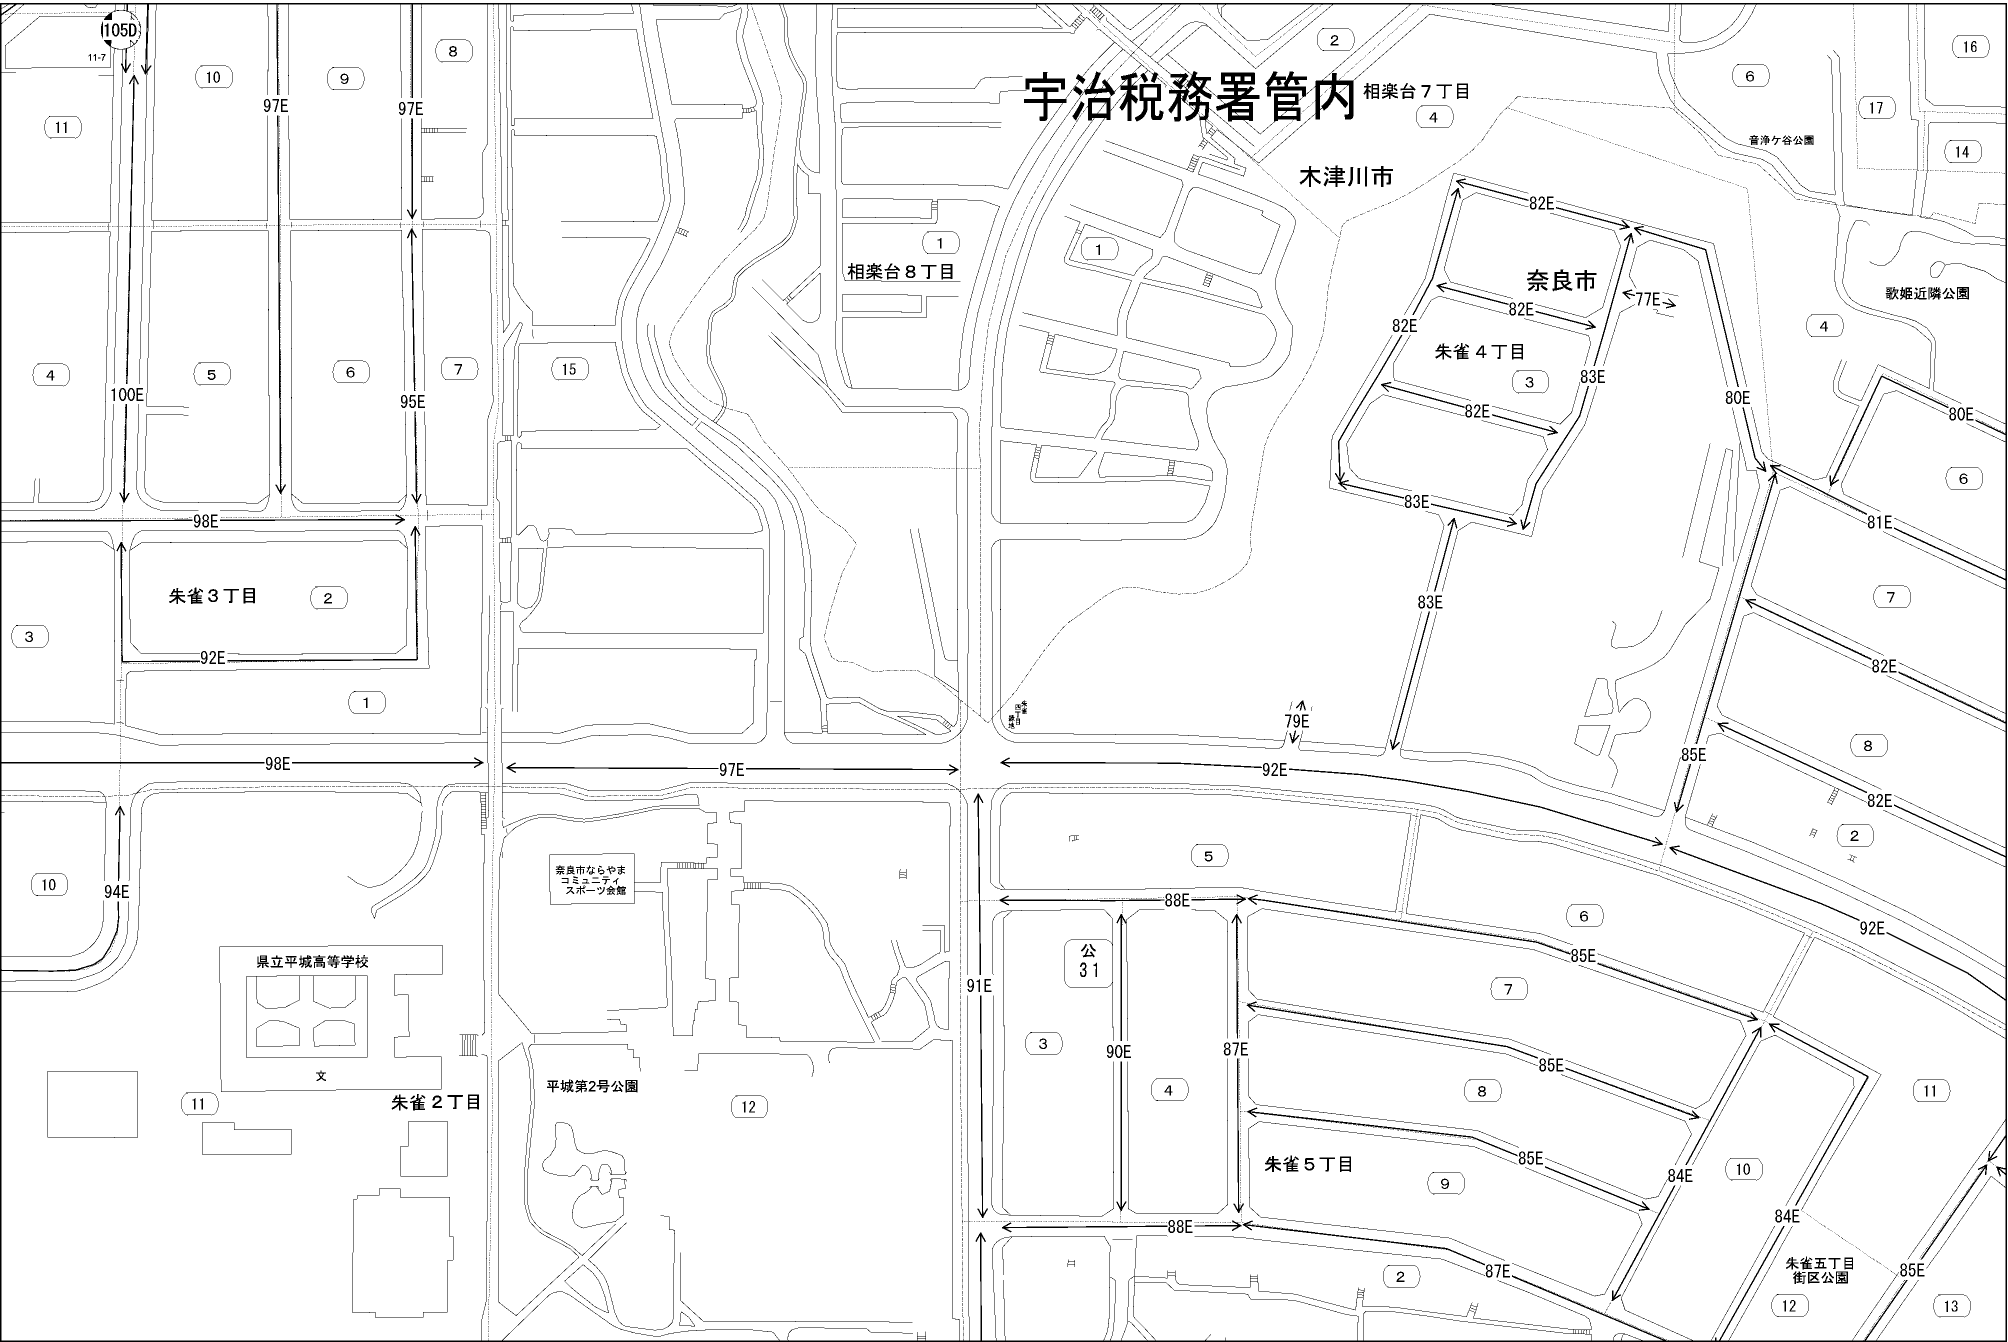 105D
11-7
10
9
8
2
16
97E
97E
6
宇治税務署管内
相楽台７丁目
4
17
11
音浄ケ谷公園
14
木津川市
82E
1
1
相楽台８丁目
奈良市
77E
歌姫近隣公園
82E
82E
4
朱雀４丁目
4
5
6
7
15
3
83E
100E
95E
82E
80E
80E
6
83E
98E
81E
朱雀３丁目
2
83E
7
3
92E
82E
1
朱雀
四丁目
緑地
79E
8
85E
98E
97E
92E
82E
2
5
奈良市ならやま
コミュニティ
スポーツ会館
10
94E
88E
6
92E
県立平城高等学校
公
31
85E
91E
7
3
90E
87E
85E
文
平城第2号公園
8
4
11
11
朱雀２丁目
12
朱雀５丁目
85E
9
84E
10
88E
84E
朱雀五丁目
街区公園
87E
2
85E
12
13